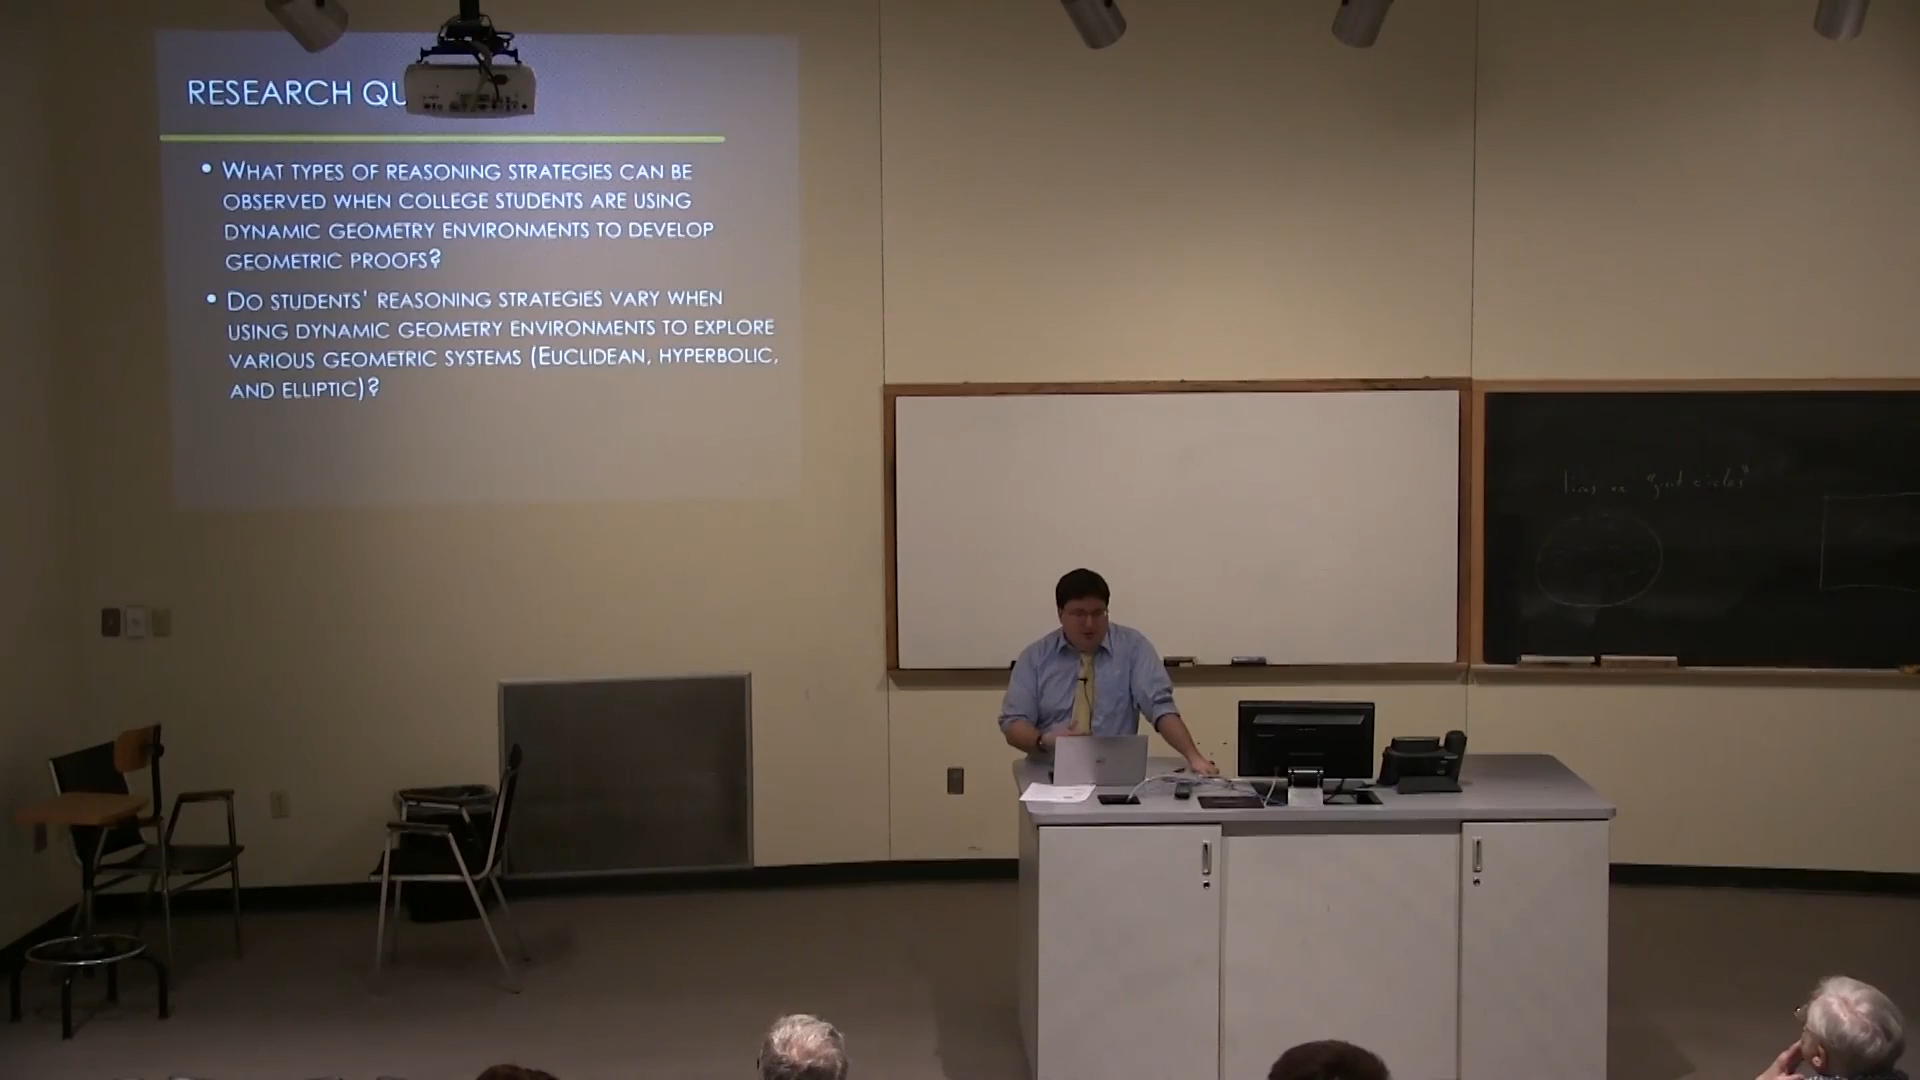 RESEARCH QU
• WHAT TYPES OF REASONING STRATEGIES CAN BE
OBSERVED WHEN COLLEGE STUDENTS ARE USING
DYNAMIC GEOMETRY ENVIRONMENTS TO DEVELOP
GEOMETRIC PROOFS?
• DO STUDENTS' REASONING STRATEGIES VARY WHEN
USING DYNAMIC GEOMETRY ENVIRONMENTS TO EXPLORE
VARIOUS GEOMETRIC SYSTEMS (EUCLIDEAN, HYPERBOLIC,
AND ELLIPTIC)?
lines circles"